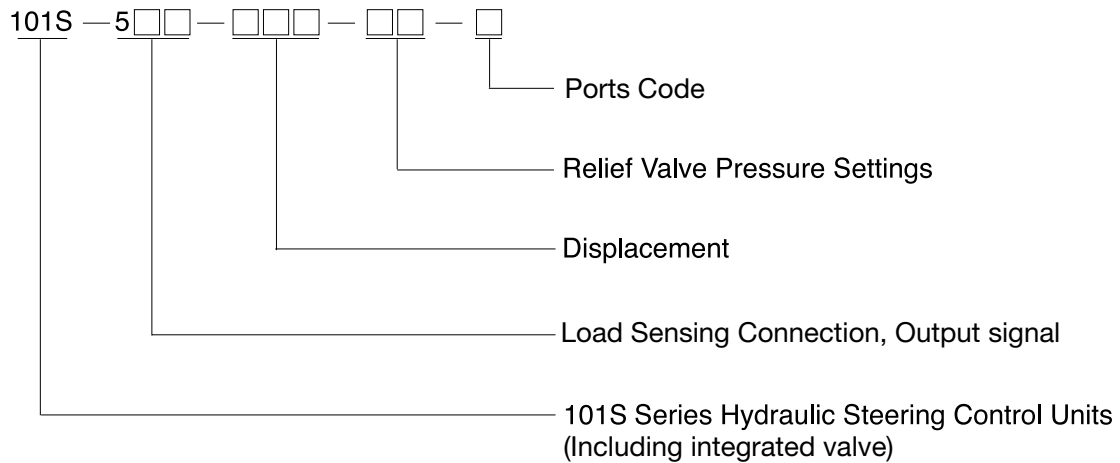 101S — 5□□ — □□□ — □□ — □
Ports Code
Relief Valve Pressure Settings
Displacement
Load Sensing Connection, Output signal
101S Series Hydraulic Steering Control Units
(Including integrated valve)